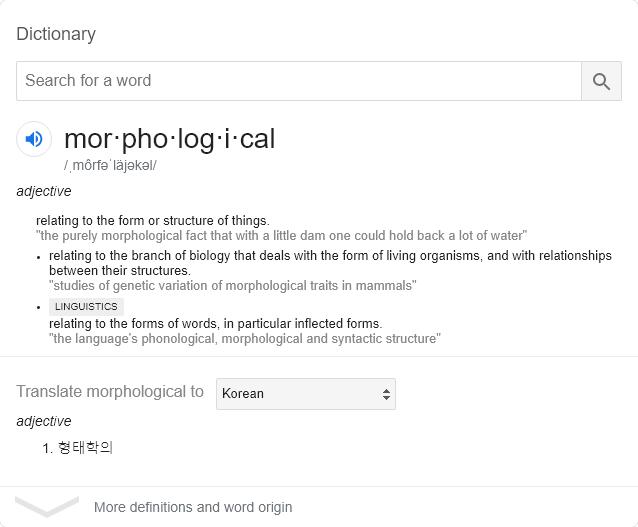 Dictionary
Search for a word
mor·pho·log·i·cal
/ˌmôrfəˈläjəkəl/
adjective
relating to the form or structure of things.
"the purely morphological fact that with a little dam one could hold back a lot of water"
• relating to the branch of biology that deals with the form of living organisms, and with relationships
between their structures.
"studies of genetic variation of morphological traits in mammals"
• LINGUISTICS
relating to the forms of words, in particular inflected forms.
"the language's phonological, morphological and syntactic structure"
Translate morphological to Korean
adjective
1. 형태학의
More definitions and word origin